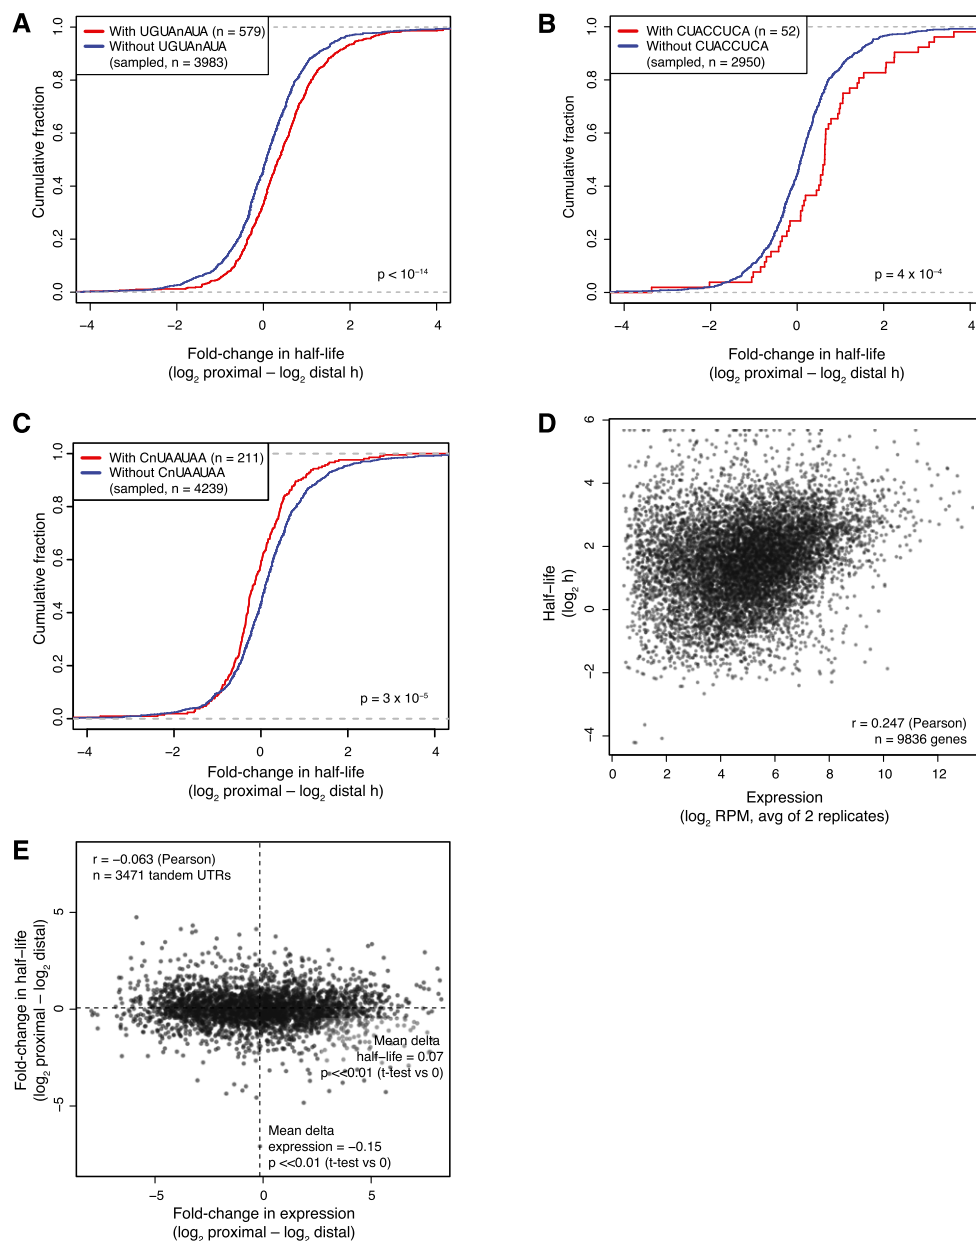 A
With UGUAnAUA (n = 579)
Without UGUAnAUA
(sampled, n = 3983)
Cumulative fraction
0.0
0.2
0.4
0.6
0.8
1.0
p < 10⁻¹⁴
−4
−2
0
2
4
Fold-change in half-life
(log₂ proximal – log₂ distal h)
B
With CUACCUCA (n = 52)
Without CUACCUCA
(sampled, n = 2950)
Cumulative fraction
0.0
0.2
0.4
0.6
0.8
1.0
p = 4 x 10⁻⁴
−4
−2
0
2
4
Fold-change in half-life
(log₂ proximal – log₂ distal h)
C
With CnUAAUAA (n = 211)
Without CnUAAUAA
(sampled, n = 4239)
Cumulative fraction
0.0
0.2
0.4
0.6
0.8
1.0
p = 3 x 10⁻⁵
−4
−2
0
2
4
Fold-change in half-life
(log₂ proximal – log₂ distal h)
D
Half−life
(log₂ h)
6
4
2
0
−2
−4
r = 0.247 (Pearson)
n = 9836 genes
0
2
4
6
8
10
12
Expression
(log₂ RPM, avg of 2 replicates)
E
r = −0.063 (Pearson)
n = 3471 tandem UTRs
Fold-change in half−life
(log₂ proximal – log₂ distal)
5
0
−5
Mean delta
half−life = 0.07
p <<0.01 (t-test vs 0)
Mean delta
expression = −0.15
p <<0.01 (t-test vs 0)
−5
0
5
Fold-change in expression
(log₂ proximal – log₂ distal)